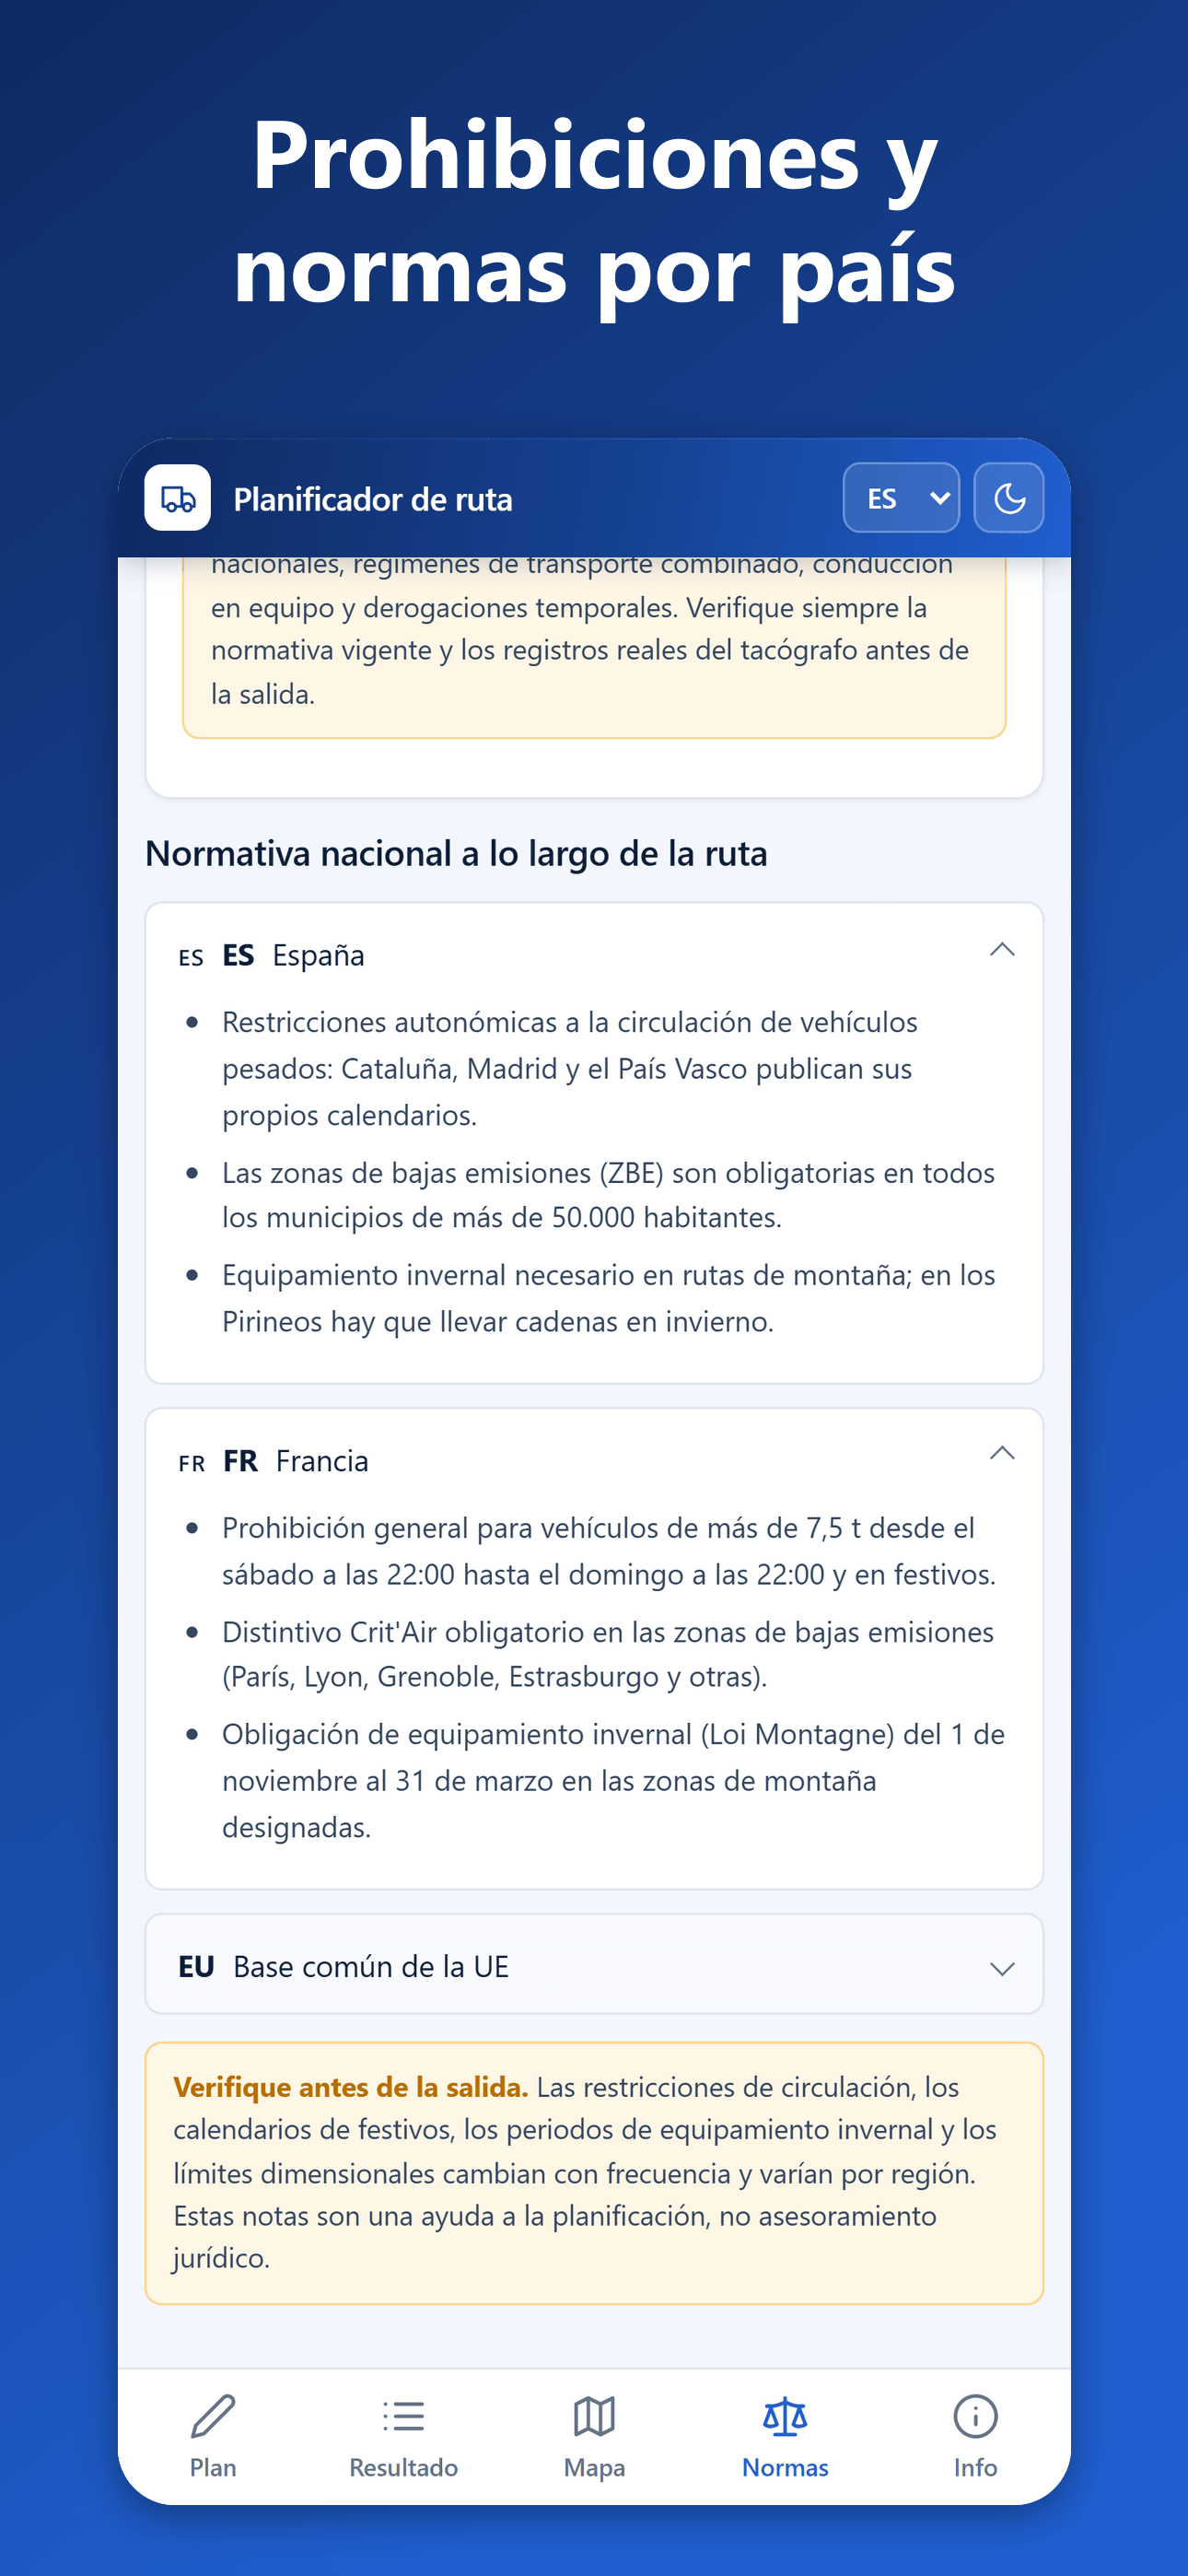 Prohibiciones y
normas por país
Planificador de ruta
ES
nacionales, regímenes de transporte combinado, conducción
en equipo y derogaciones temporales. Verifique siempre la
normativa vigente y los registros reales del tacógrafo antes de
la salida.
Normativa nacional a lo largo de la ruta
ES ES España
Restricciones autonómicas a la circulación de vehículos
pesados: Cataluña, Madrid y el País Vasco publican sus
propios calendarios.
Las zonas de bajas emisiones (ZBE) son obligatorias en todos
los municipios de más de 50.000 habitantes.
Equipamiento invernal necesario en rutas de montaña; en los
Pirineos hay que llevar cadenas en invierno.
FR FR Francia
Prohibición general para vehículos de más de 7,5 t desde el
sábado a las 22:00 hasta el domingo a las 22:00 y en festivos.
Distintivo Crit'Air obligatorio en las zonas de bajas emisiones
(París, Lyon, Grenoble, Estrasburgo y otras).
Obligación de equipamiento invernal (Loi Montagne) del 1 de
noviembre al 31 de marzo en las zonas de montaña
designadas.
EU Base común de la UE
Verifique antes de la salida. Las restricciones de circulación, los
calendarios de festivos, los periodos de equipamiento invernal y los
límites dimensionales cambian con frecuencia y varían por región.
Estas notas son una ayuda a la planificación, no asesoramiento
jurídico.
Plan
Resultado
Mapa
Normas
Info